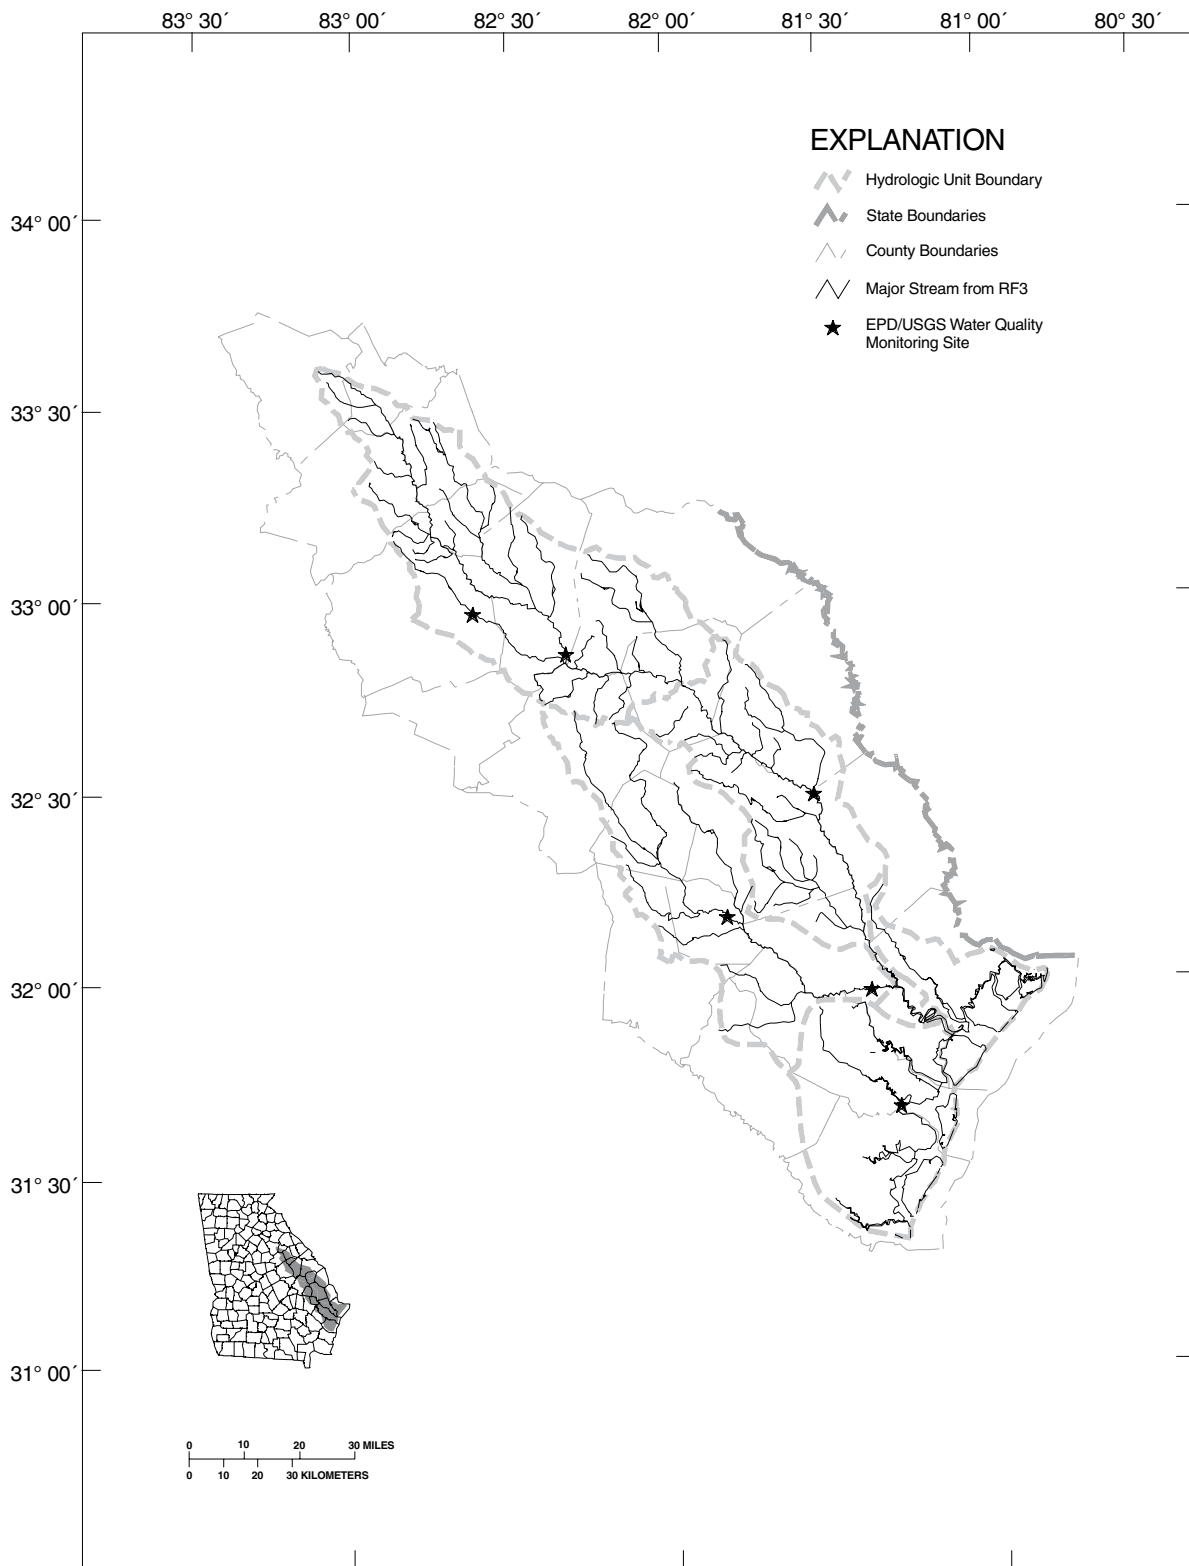 83° 30´ 83° 00´ 82° 30´ 82° 00´ 81° 30´ 81° 00´ 80° 30´
EXPLANATION
Hydrologic Unit Boundary
State Boundaries
County Boundaries
Major Stream from RF3
EPD/USGS Water Quality
Monitoring Site
34° 00´
33° 30´
33° 00´
32° 30´
32° 00´
31° 30´
31° 00´
0 10 20 30 MILES
0 10 20 30 KILOMETERS